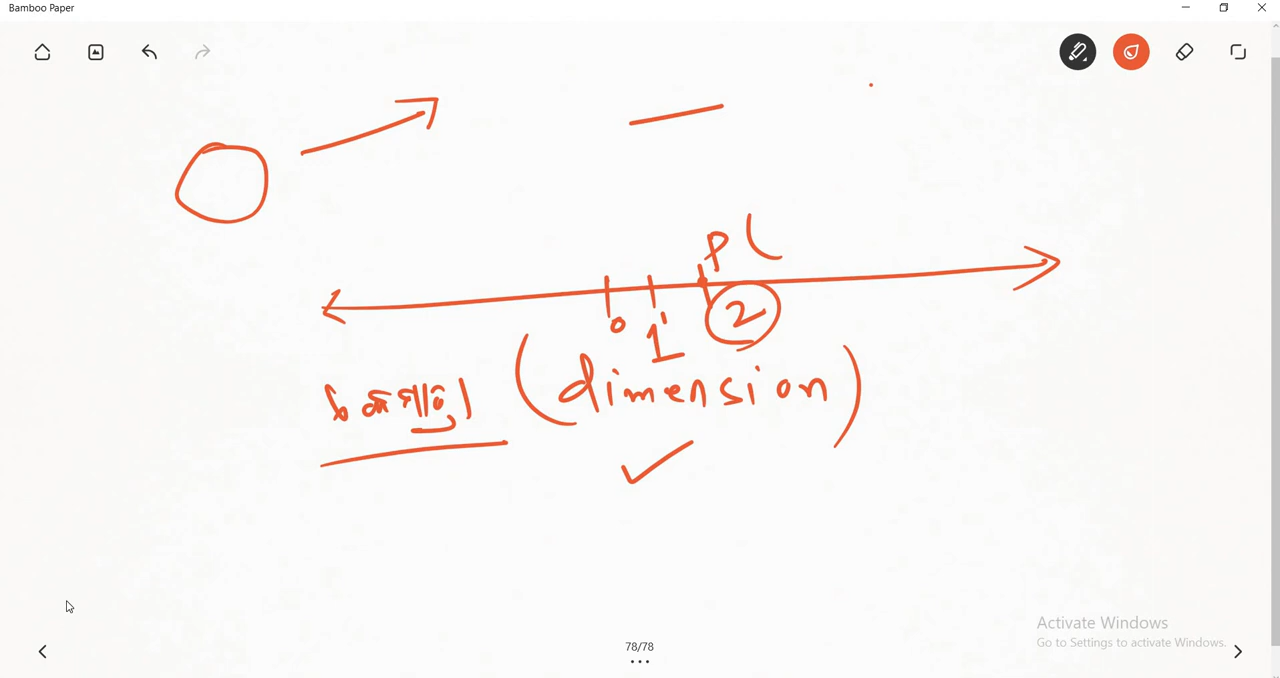 Bamboo Paper
P (
0 1 2
(dimension)
78/78
Activate Windows
Go to Settings to activate Windows.